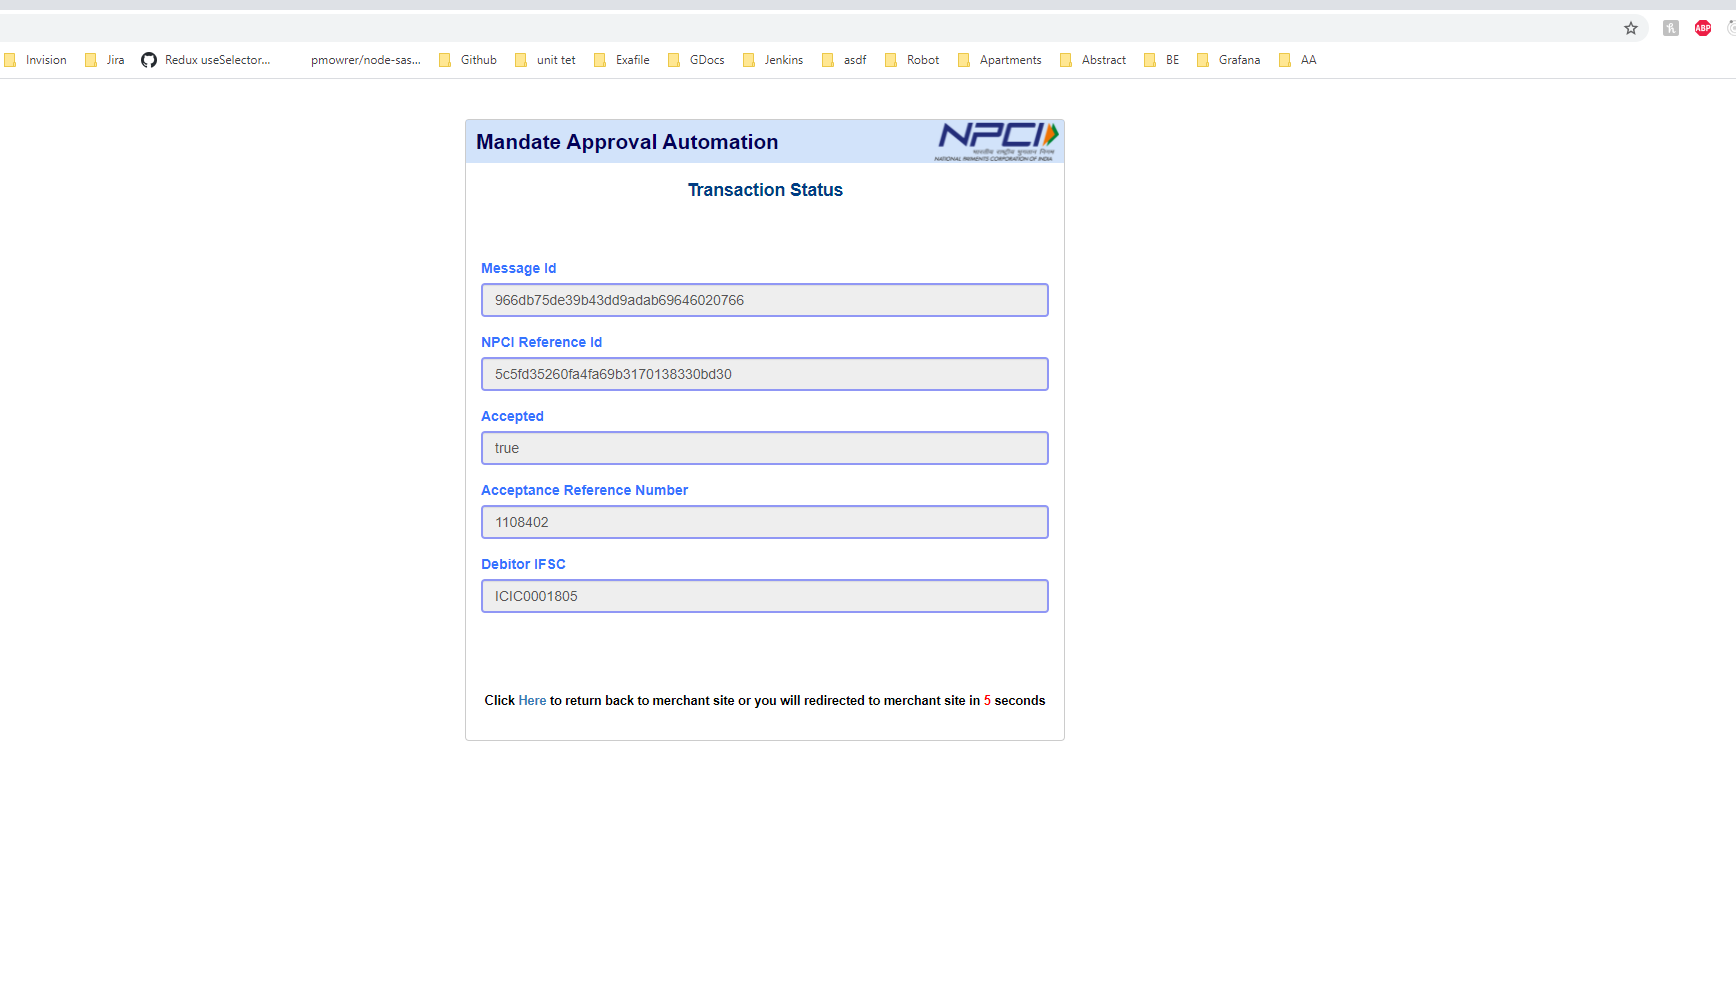 Invision Jira Redux useSelector... pmowrer/node-sas... Github unit tet Exafile GDocs Jenkins asdf Robot Apartments Abstract BE Grafana AA
ABP
Mandate Approval Automation
NPCI
भारतीय राष्ट्रीय भुगतान निगम
NATIONAL PAYMENTS CORPORATION OF INDIA
Transaction Status
Message Id
966db75de39b43dd9adab69646020766
NPCI Reference Id
5c5fd35260fa4fa69b3170138330bd30
Accepted
true
Acceptance Reference Number
1108402
Debitor IFSC
ICIC0001805
Click Here to return back to merchant site or you will redirected to merchant site in 5 seconds